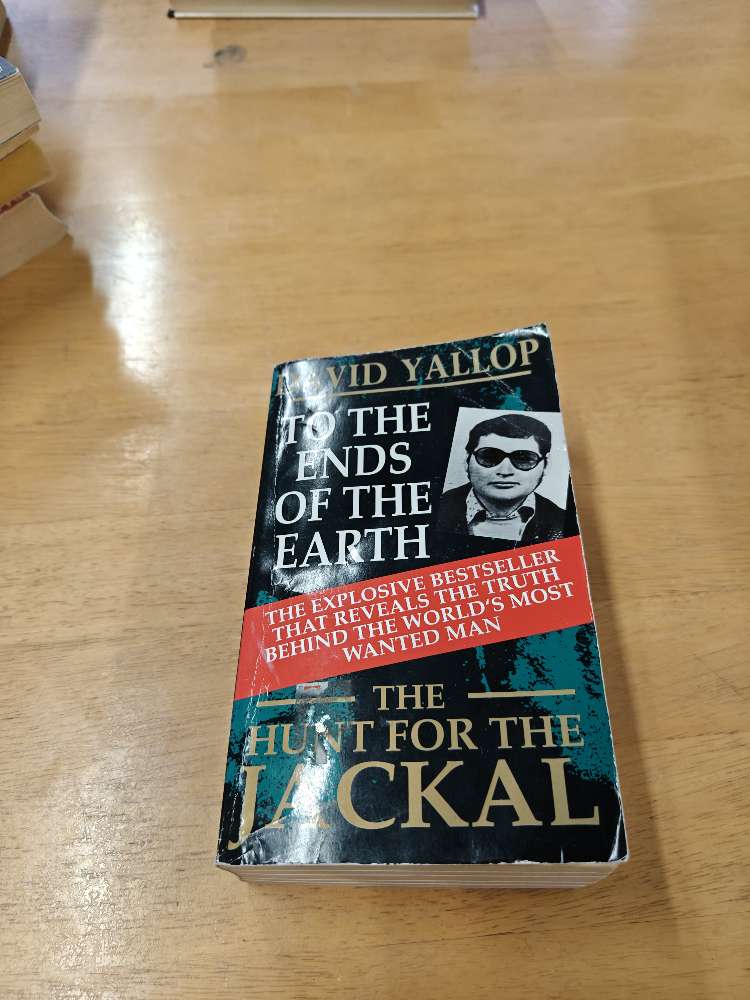 DAVID YALLOP
TO THE
ENDS
OF THE
EARTH
THE EXPLOSIVE BESTSELLER
THAT REVEALS THE TRUTH
BEHIND THE WORLD'S MOST
WANTED MAN
THE
HUNT FOR THE
JACKAL